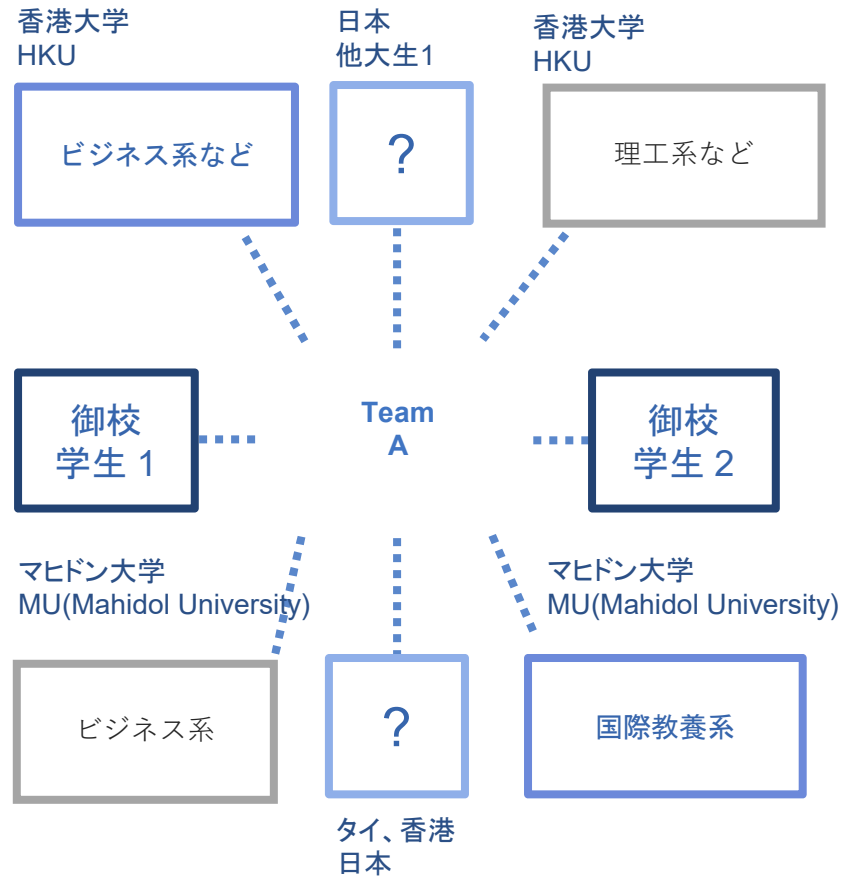 香港大学
HKU
日本
他大生1
香港大学
HKU
ビジネス系など
?
理工系など
御校
学生 1
Team
A
御校
学生 2
マヒドン大学
MU(Mahidol University)
マヒドン大学
MU(Mahidol University)
ビジネス系
?
国際教養系
タイ、香港
日本